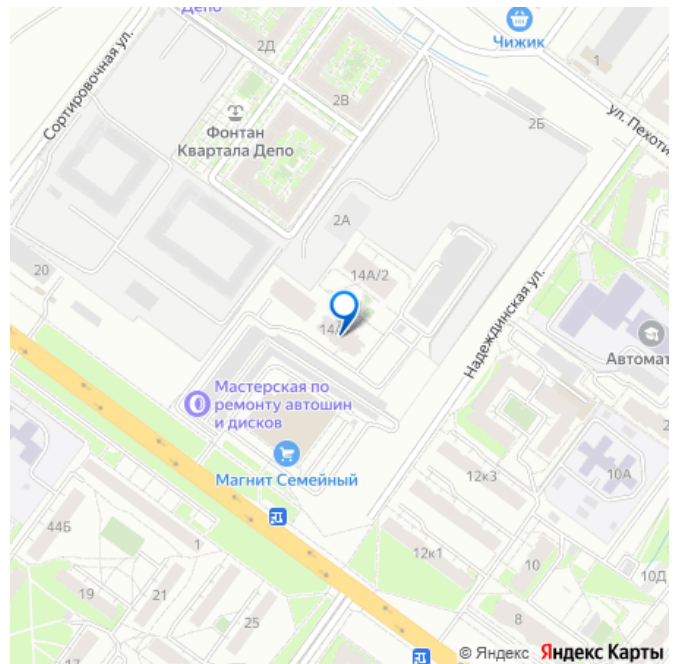 Депо
2Д
Чижик
1
Сортировочная ул.
2В
Фонтан
Квартала Депо
2Б
ул. Пехоти
2А
20
14А/2
14/
Надеждинская ул.
Автомат
Мастерская по
ремонту автошин
и дисков
Магнит Семейный
12к3
10А
2
44Б
1
12к1
10
10Д
19
21
25
8
17
© Яндекс Яндекс Карты